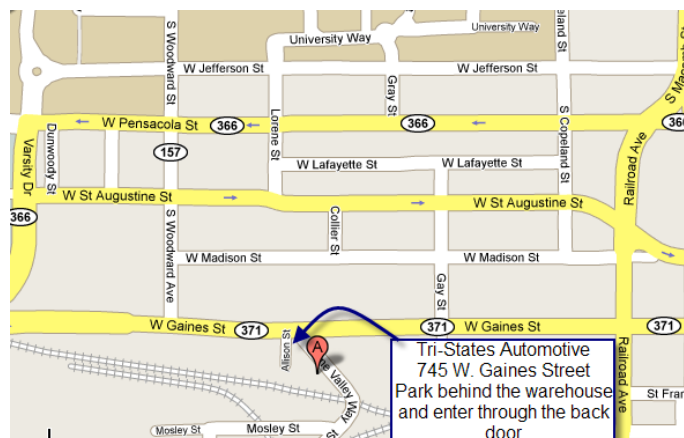 University Way
University Way
S Woodward St
W Jefferson St
W Jefferson St
Gray St
S Copeland St
Lorene St
W Pensacola St
366
366
Dunwoody St
157
Varsity Dr
W Lafayette St
W Lafayette St
S Copeland St
Railroad Ave
W St Augustine St
W St Augustine St
366
S Woodward Ave
Collier St
W Madison St
W Madison St
Gay St
W Gaines St
371
371
W Gaines St
371
Alison St
A
Valley Way
Railroad Ave
Tri-States Automotive
745 W. Gaines Street
Park behind the warehouse
and enter through the back
door
St Fran
Mosley St
Mosley St